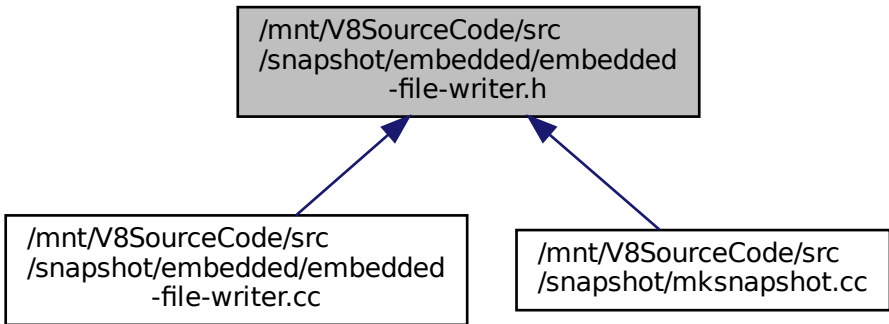 /mnt/V8SourceCode/src
/snapshot/embedded/embedded
-file-writer.h
/mnt/V8SourceCode/src
/snapshot/embedded/embedded
-file-writer.cc
/mnt/V8SourceCode/src
/snapshot/mksnapshot.cc